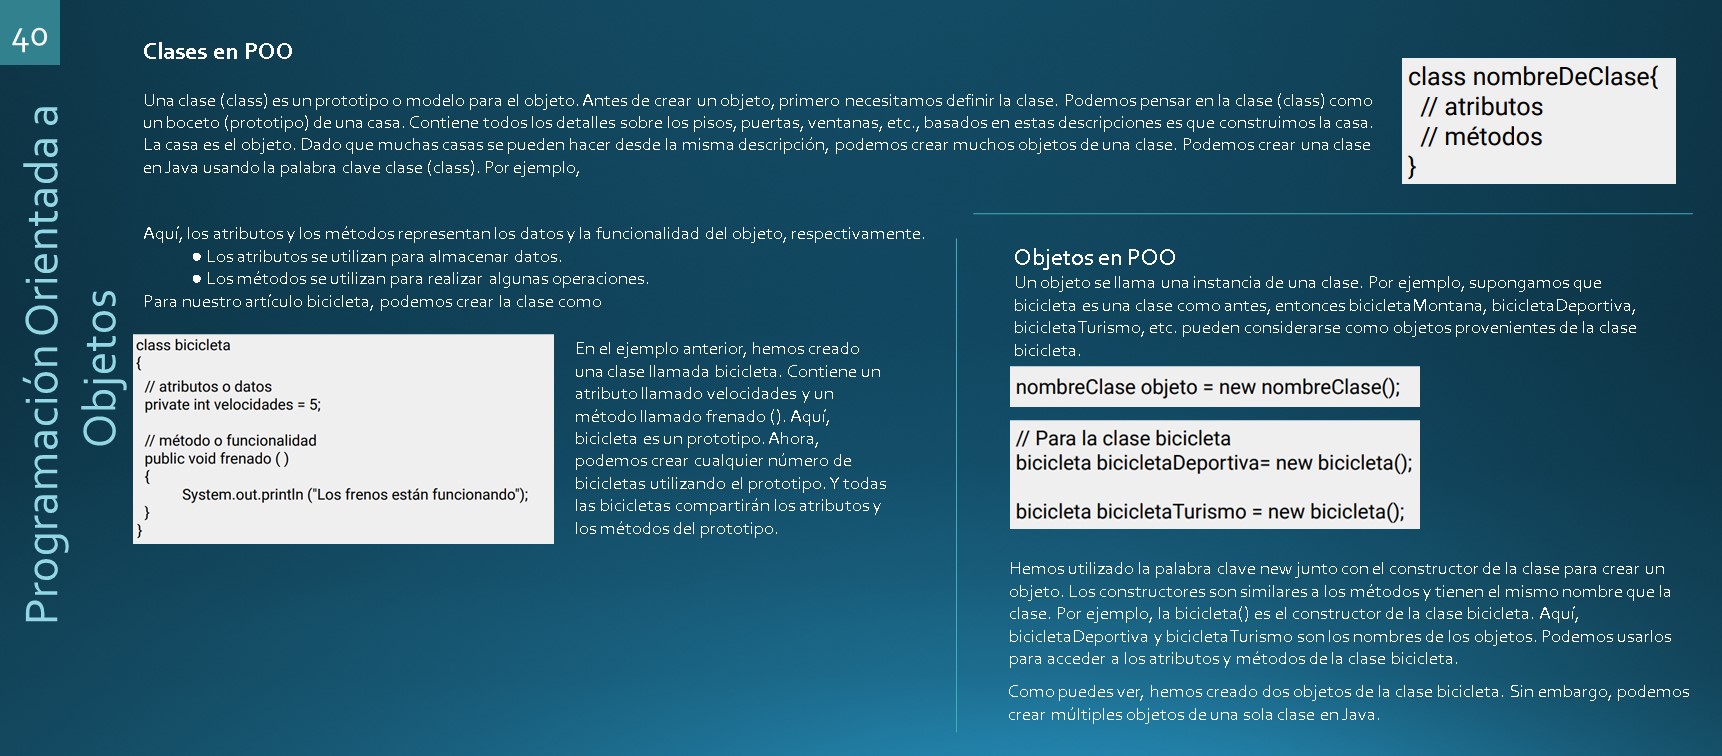 40
Programación Orientada a
Objetos
Clases en POO
Una clase (class) es un prototipo o modelo para el objeto. Antes de crear un objeto, primero necesitamos definir la clase. Podemos pensar en la clase (class) como
un boceto (prototipo) de una casa. Contiene todos los detalles sobre los pisos, puertas, ventanas, etc., basados en estas descripciones es que construimos la casa.
La casa es el objeto. Dado que muchas casas se pueden hacer desde la misma descripción, podemos crear muchos objetos de una clase. Podemos crear una clase
en Java usando la palabra clave clase (class). Por ejemplo,
class nombreDeClase{
// atributos
// métodos
}
Aquí, los atributos y los métodos representan los datos y la funcionalidad del objeto, respectivamente.
● Los atributos se utilizan para almacenar datos.
● Los métodos se utilizan para realizar algunas operaciones.
Para nuestro artículo bicicleta, podemos crear la clase como
class bicicleta
{
// atributos o datos
private int velocidades = 5;
// método o funcionalidad
public void frenado ( )
{
System.out.println ("Los frenos están funcionando");
}
}
En el ejemplo anterior, hemos creado
una clase llamada bicicleta. Contiene un
atributo llamado velocidades y un
método llamado frenado (). Aquí,
bicicleta es un prototipo. Ahora,
podemos crear cualquier número de
bicicletas utilizando el prototipo. Y todas
las bicicletas compartirán los atributos y
los métodos del prototipo.
Objetos en POO
Un objeto se llama una instancia de una clase. Por ejemplo, supongamos que
bicicleta es una clase como antes, entonces bicicletaMontana, bicicletaDeportiva,
bicicletaTurismo, etc. pueden considerarse como objetos provenientes de la clase
bicicleta.
nombreClase objeto = new nombreClase();
// Para la clase bicicleta
bicicleta bicicletaDeportiva= new bicicleta();
bicicleta bicicletaTurismo = new bicicleta();
Hemos utilizado la palabra clave new junto con el constructor de la clase para crear un
objeto. Los constructores son similares a los métodos y tienen el mismo nombre que la
clase. Por ejemplo, la bicicleta() es el constructor de la clase bicicleta. Aquí,
bicicletaDeportiva y bicicletaTurismo son los nombres de los objetos. Podemos usarlos
para acceder a los atributos y métodos de la clase bicicleta.
Como puedes ver, hemos creado dos objetos de la clase bicicleta. Sin embargo, podemos
crear múltiples objetos de una sola clase en Java.